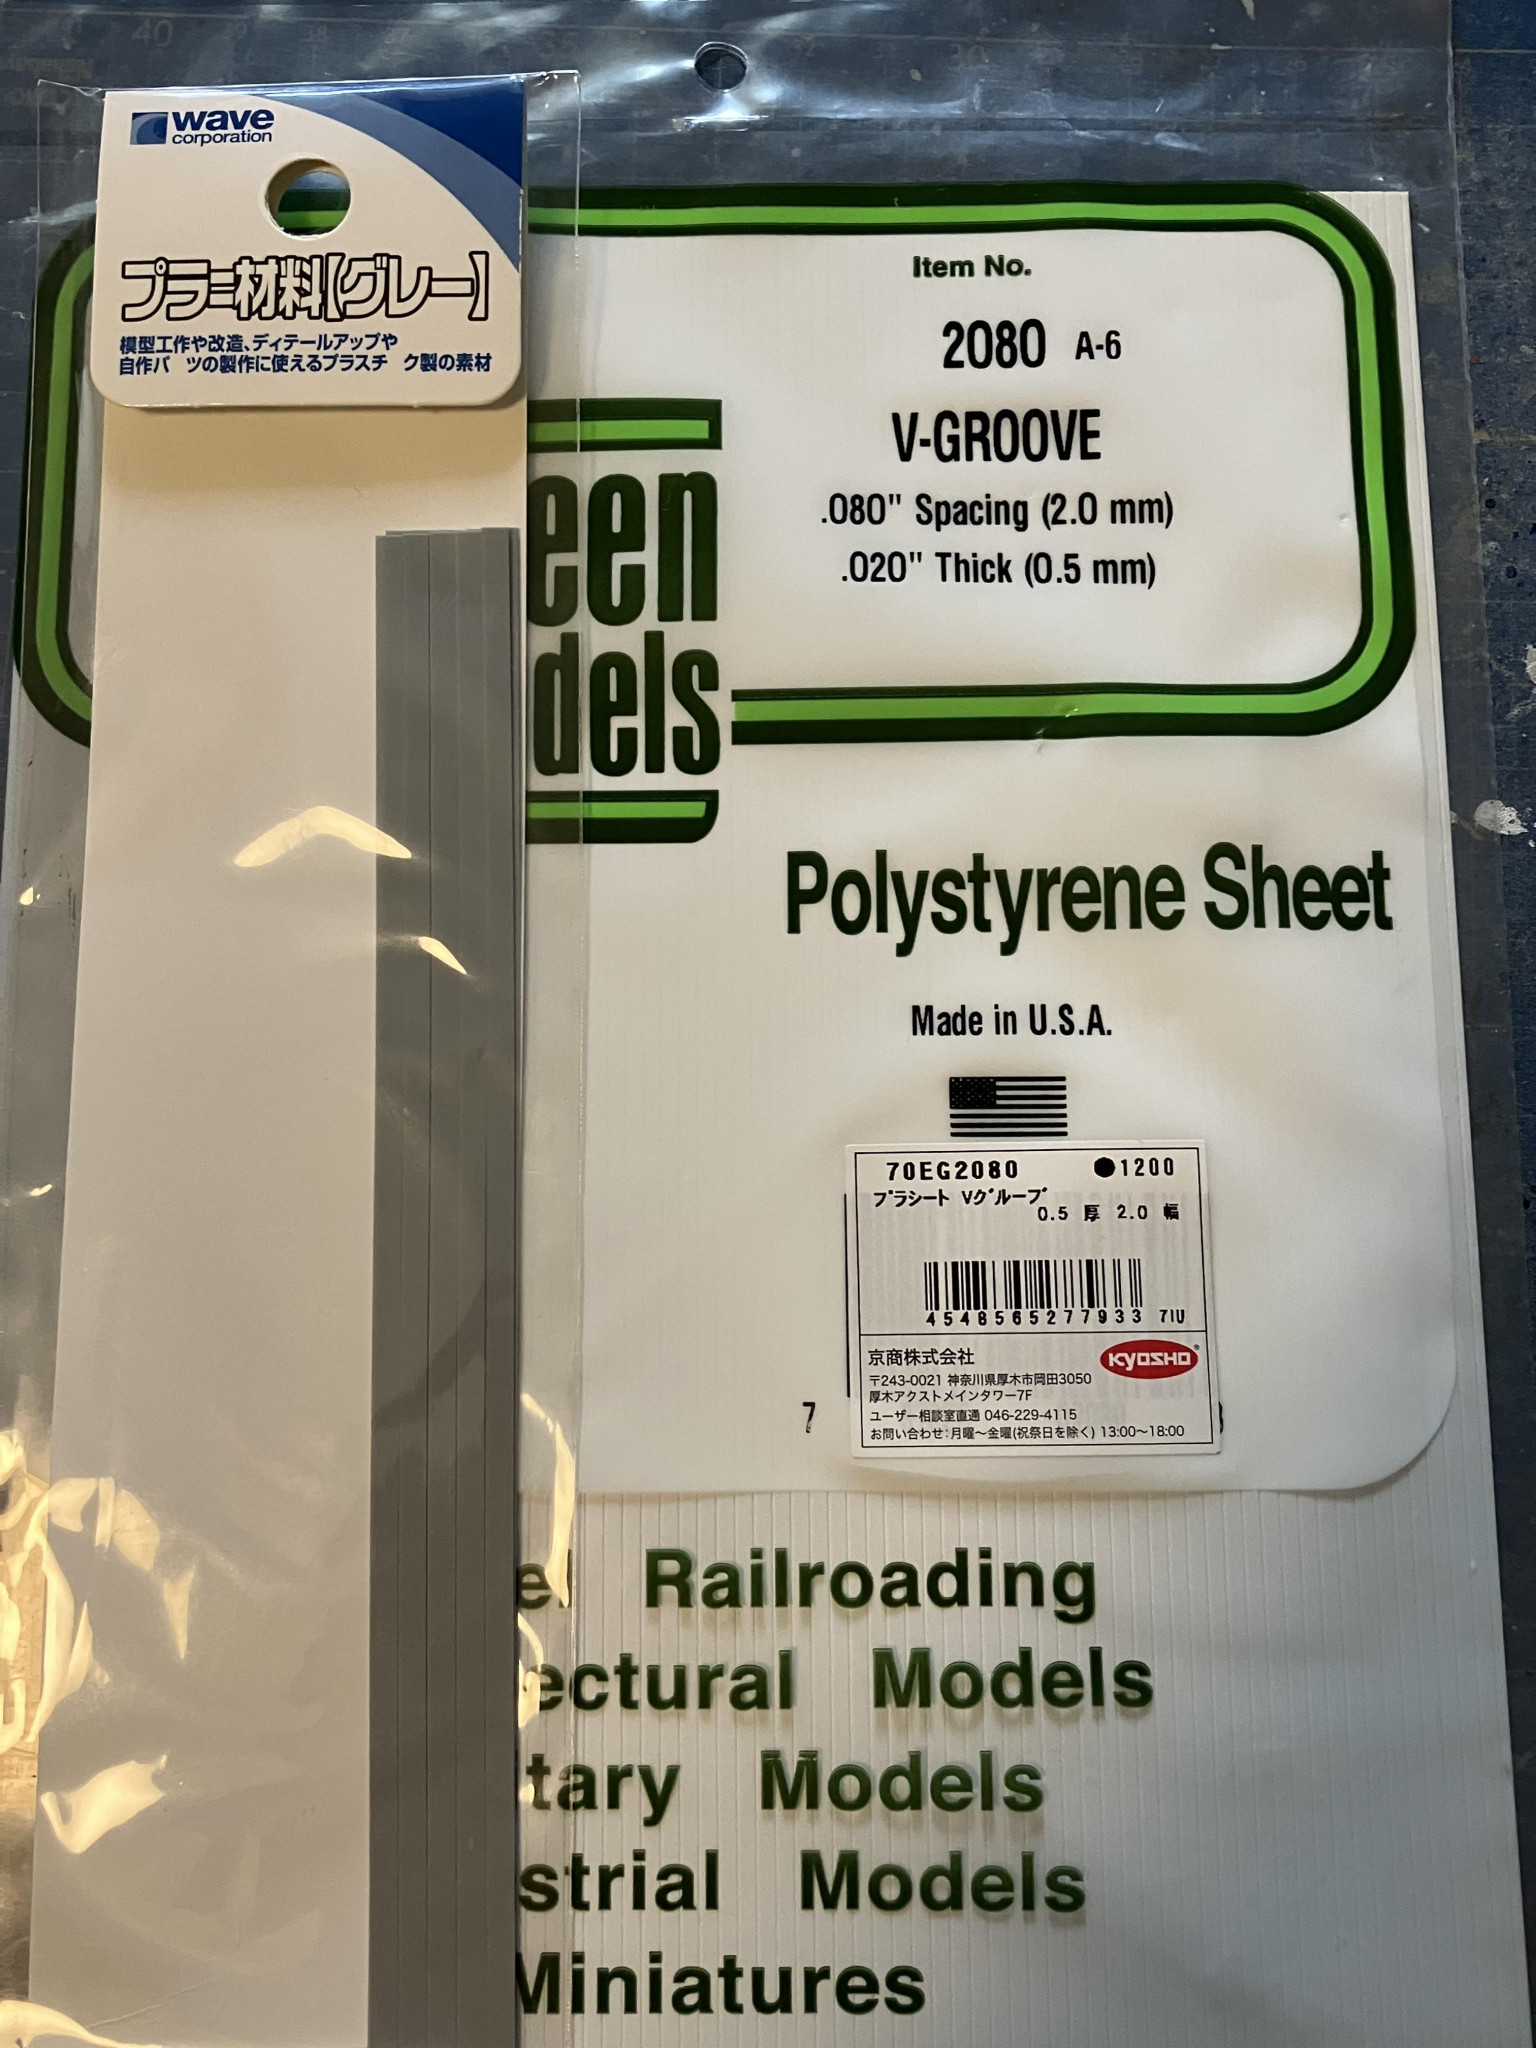 wave
corporation
プラ=材料【グレー】
模型工作や改造、ディテールアップや
自作パ ツの製作に使えるプラスチ ク製の素材
Item No.
2080 A-6
V-GROOVE
.080" Spacing (2.0 mm)
.020" Thick (0.5 mm)
een
dels
Polystyrene Sheet
Made in U.S.A.
70EG2080 ●1200
プラシート Vグルーブ
0.5 厚 2.0 幅
4548565277933 7IU
京商株式会社 KYOSHO
〒243-0021 神奈川県厚木市岡田3050
厚木アクストメインタワー7F
ユーザー相談室直通 046-229-4115
お問い合わせ:月曜〜金曜(祝祭日を除く) 13:00〜18:00
7
el Railroading
ectural Models
tary Models
strial Models
Miniatures